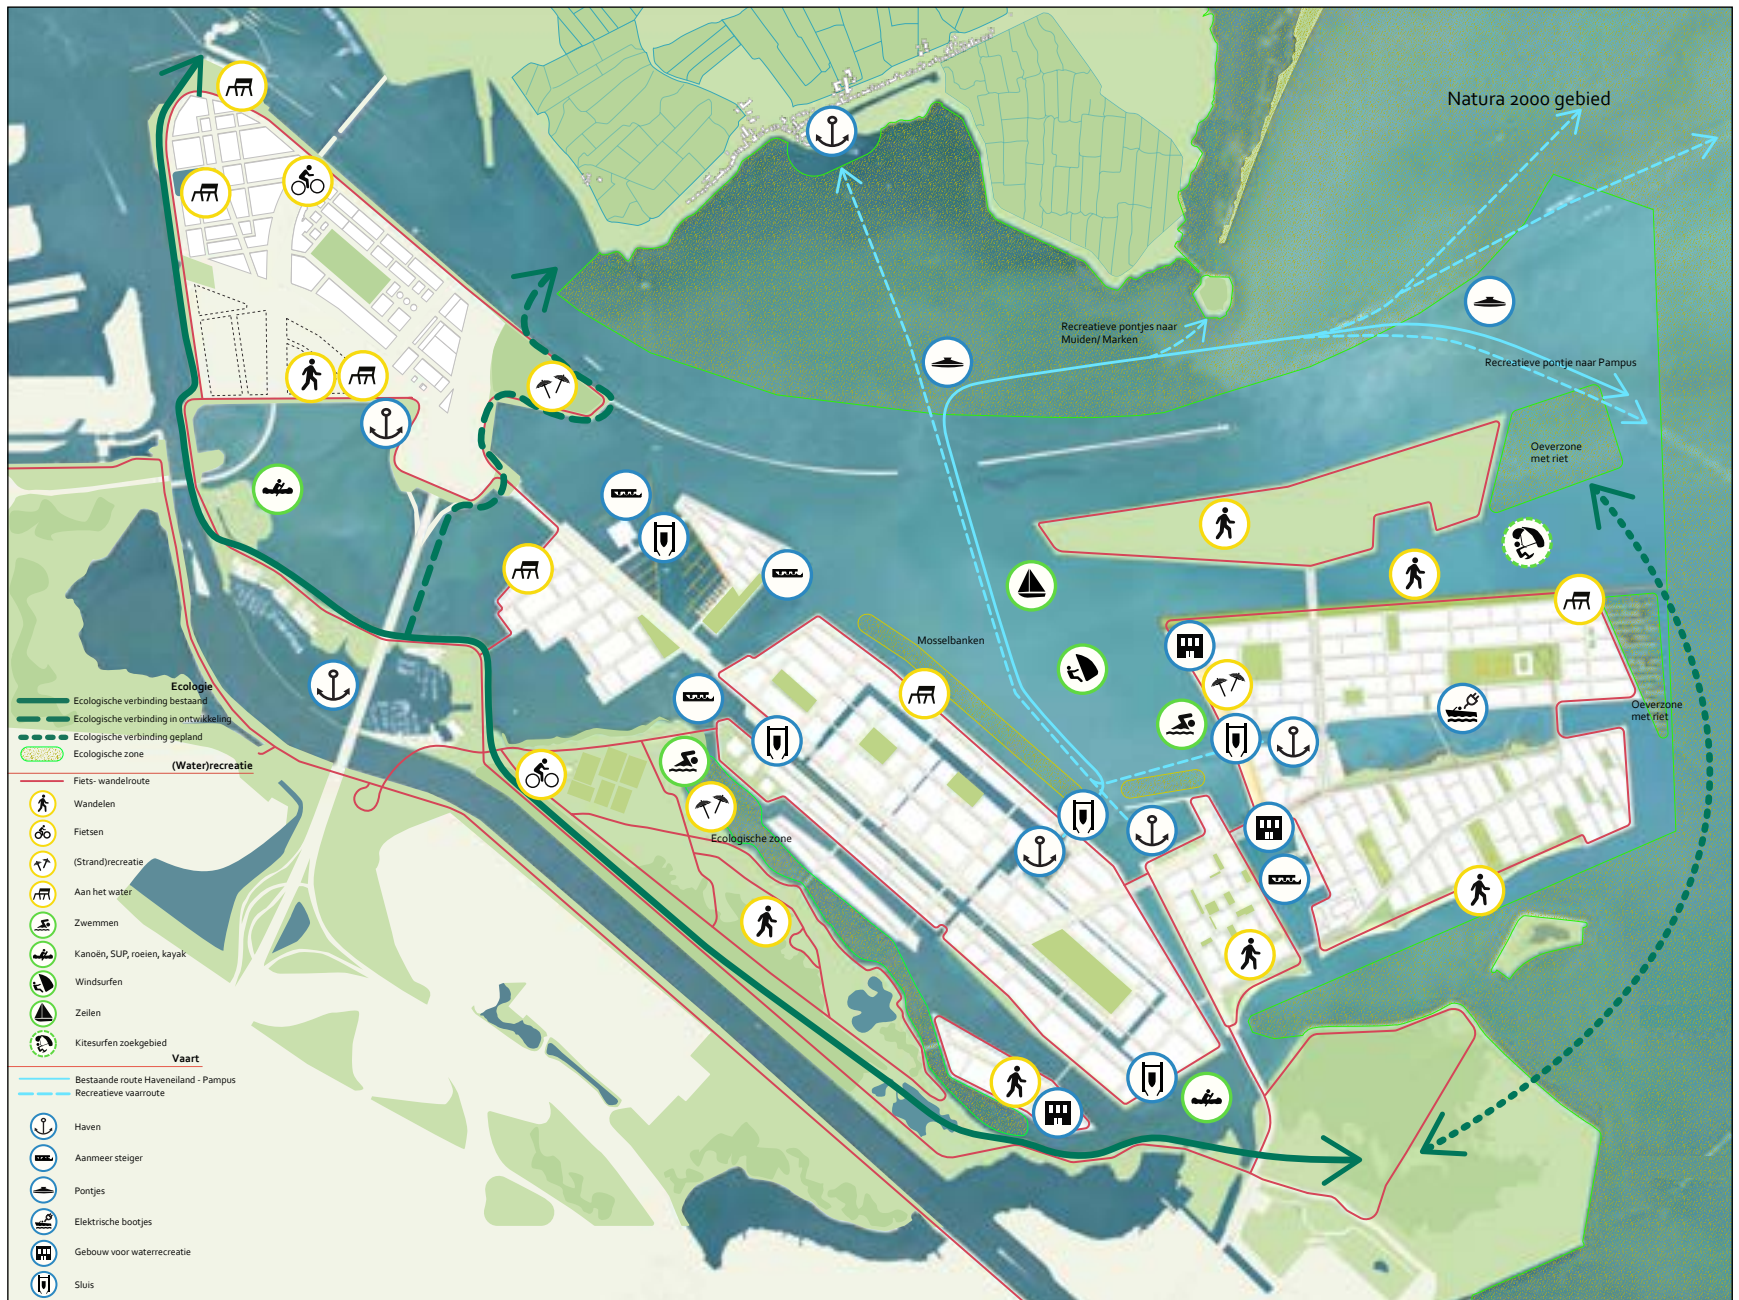 Natura 2000 gebied
Recreatieve pontjes naar
Muiden/ Marken
Recreatieve pontje naar Pampus
Oeverzone
met riet
Mosselbanken
Oeverzone
met riet
Ecologische zone
Ecologie
Ecologische verbinding bestaand
Ecologische verbinding in ontwikkeling
Ecologische verbinding gepland
Ecologische zone
(Water)recreatie
Fiets- wandelroute
Wandelen
Fietsen
(Strand)recreatie
Aan het water
Zwemmen
Kanoën, SUP, roeien, kayak
Windsurfen
Zeilen
Kitesurfen zoekgebied
Vaart
Bestaande route Haveneiland - Pampus
Recreatieve vaarroute
Haven
Aanmeer steiger
Pontjes
Elektrische bootjes
Gebouw voor waterrecreatie
Sluis